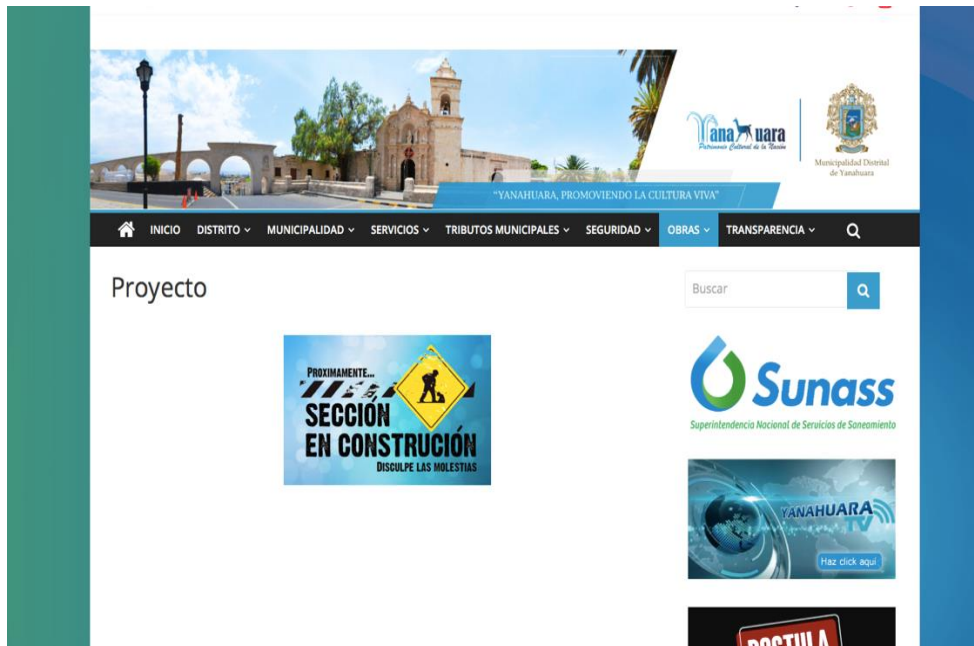 Yanahuara
Patrimonio Cultural de la Nación
Municipalidad Distrital
de Yanahuara
"YANAHUARA, PROMOVIENDO LA CULTURA VIVA"
INICIO DISTRITO MUNICIPALIDAD SERVICIOS TRIBUTOS MUNICIPALES SEGURIDAD OBRAS TRANSPARENCIA
Proyecto
Buscar
PROXIMAMENTE...
SECCIÓN
EN CONSTRUCIÓN
DISCULPE LAS MOLESTIAS
Sunass
Superintendencia Nacional de Servicios de Saneamiento
YANAHUARA
TV
Haz click aquí
POSTULA